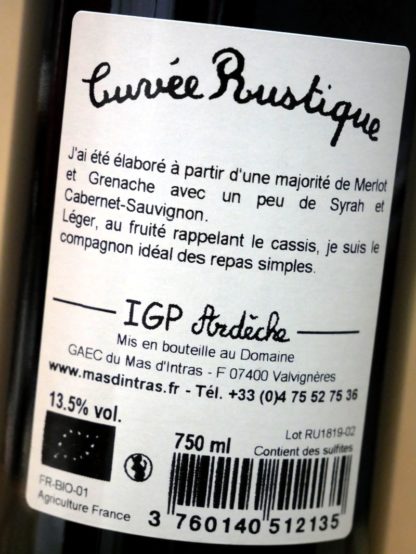 Cuvée Rustique
J'ai été élaboré à partir d'une majorité de Merlot
et Grenache avec un peu de Syrah et
Cabernet-Sauvignon.
Léger, au fruité rappelant le cassis, je suis le
compagnon idéal des repas simples.
IGP Ardèche
Mis en bouteille au Domaine
GAEC du Mas d'Intras - F 07400 Valvignères
www.masdintras.fr - Tél. +33 (0)4 75 52 75 36
13.5% vol.
750 ml
Lot RU1819-02
Contient des sulfites
FR-BIO-01
Agriculture France
3 760140 512135